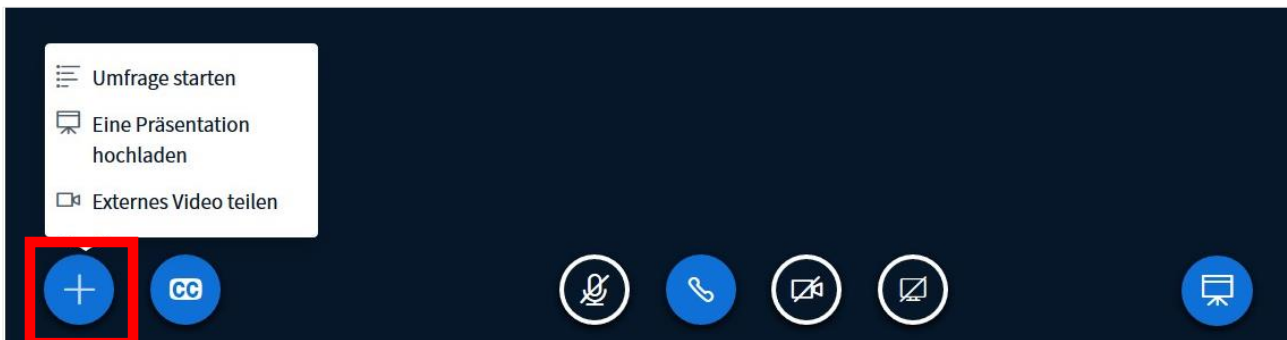 Umfrage starten
Eine Präsentation
hochladen
Externes Video teilen
CC